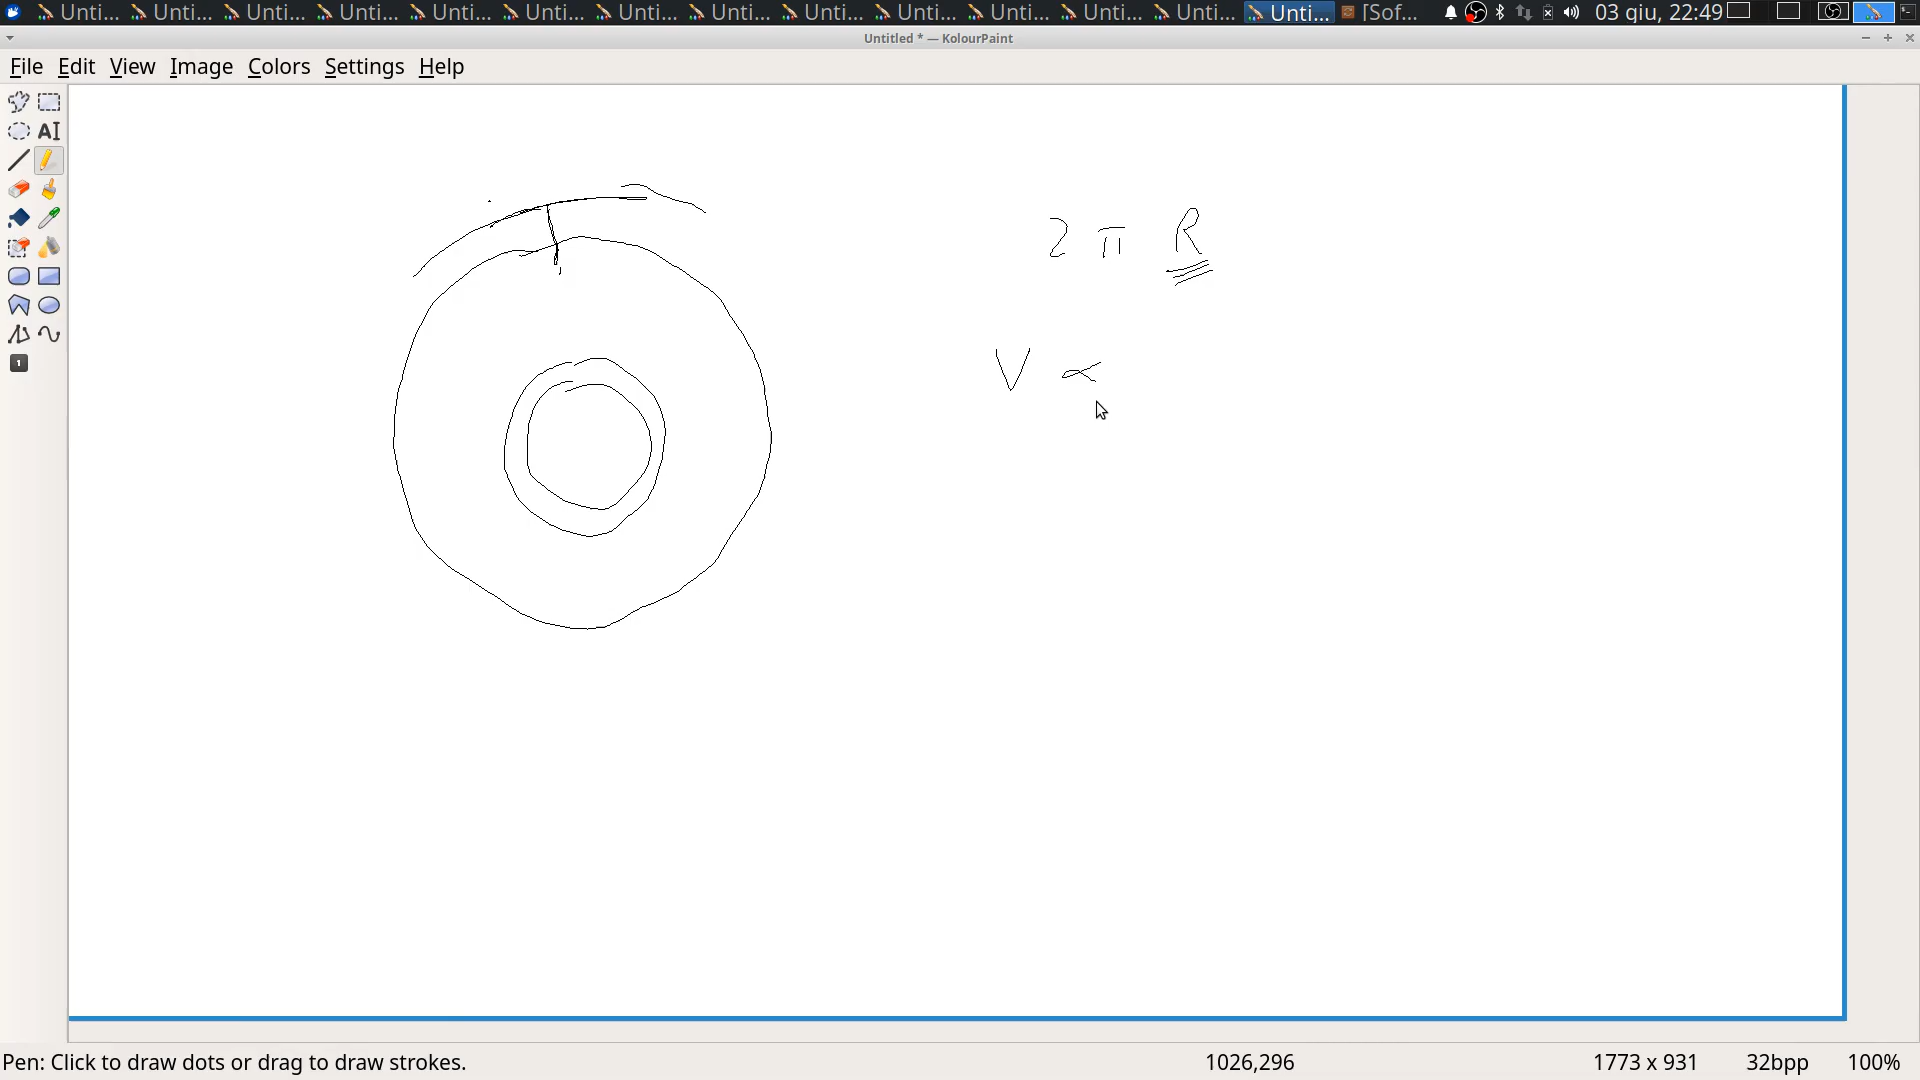 Unti... Unti... Unti... Unti... Unti... Unti... Unti... Unti... Unti... Unti... Unti... Unti... Unti... Unti... [Sof... 03 giu, 22:49
Untitled * — KolourPaint
File Edit View Image Colors Settings Help
2 π R
V ∝
1
Pen: Click to draw dots or drag to draw strokes. 1026,296 1773 x 931 32bpp 100%